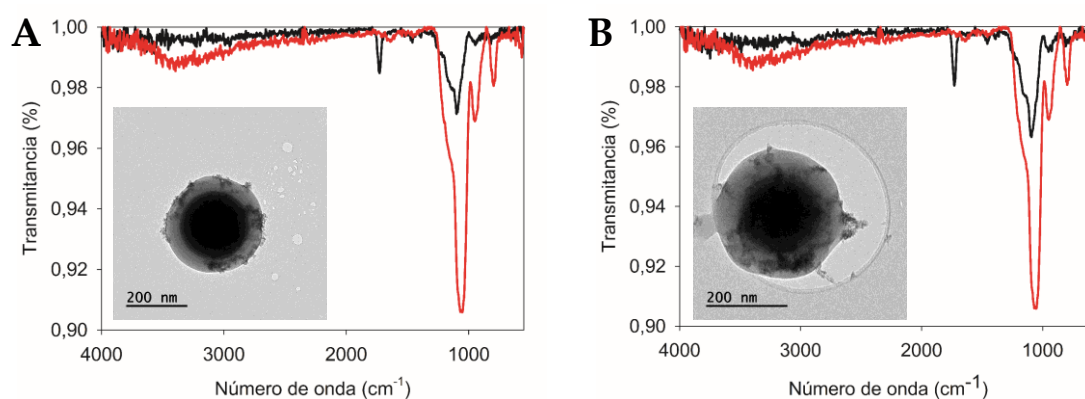 A
1,00
0,98
0,96
0,94
0,92
0,90
Transmitancia (%)
200 nm
4000 3000 2000 1000
Número de onda (cm-1)
B
1,00
0,98
0,96
0,94
0,92
0,90
Transmitancia (%)
200 nm
4000 3000 2000 1000
Número de onda (cm-1)